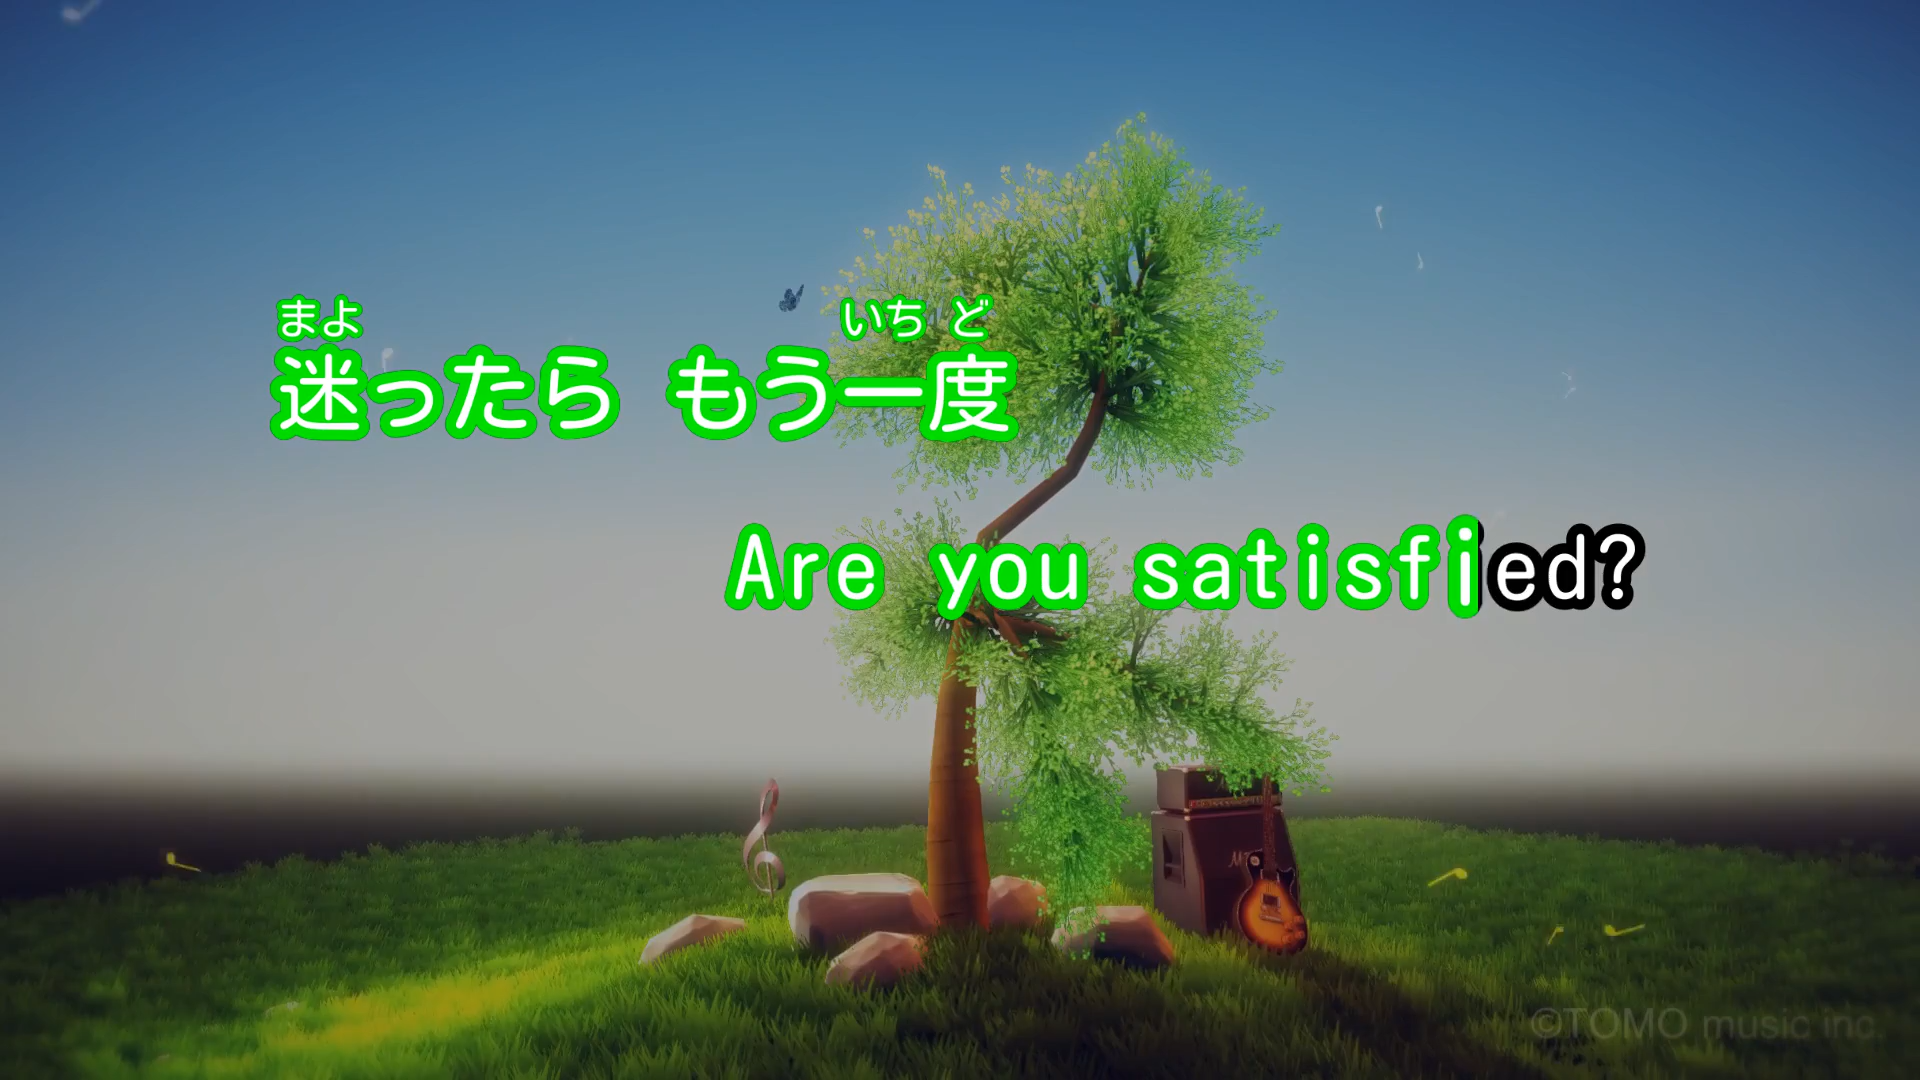 まよ いち ど
迷ったら もう一度
Are you satisfied?
©TOMO music inc.